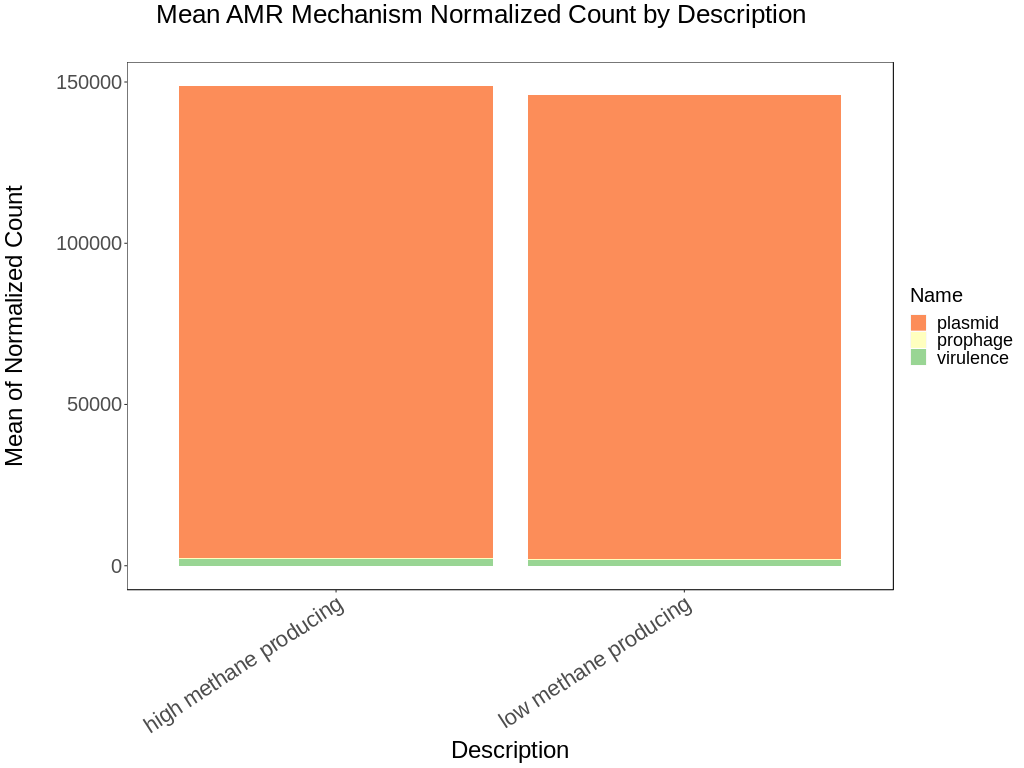 Mean AMR Mechanism Normalized Count by Description
Mean of Normalized Count
150000
100000
50000
0
high methane producing
low methane producing
Description
Name
plasmid
prophage
virulence